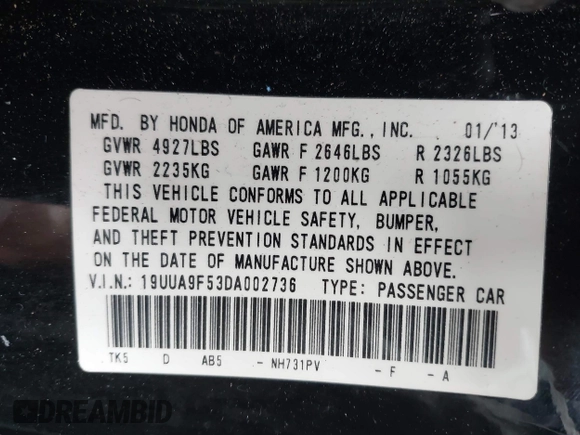 MFD. BY HONDA OF AMERICA MFG., INC. 01/'13
GVWR 4927LBS GAWR F 2646LBS R 2326LBS
GVWR 2235KG GAWR F 1200KG R 1055KG
THIS VEHICLE CONFORMS TO ALL APPLICABLE
FEDERAL MOTOR VEHICLE SAFETY, BUMPER,
AND THEFT PREVENTION STANDARDS IN EFFECT
ON THE DATE OF MANUFACTURE SHOWN ABOVE.
V.I.N.: 19UUA9F53DA002736 TYPE: PASSENGER CAR
TK5 D AB5 - NH731PV - F - A
DREAMBID